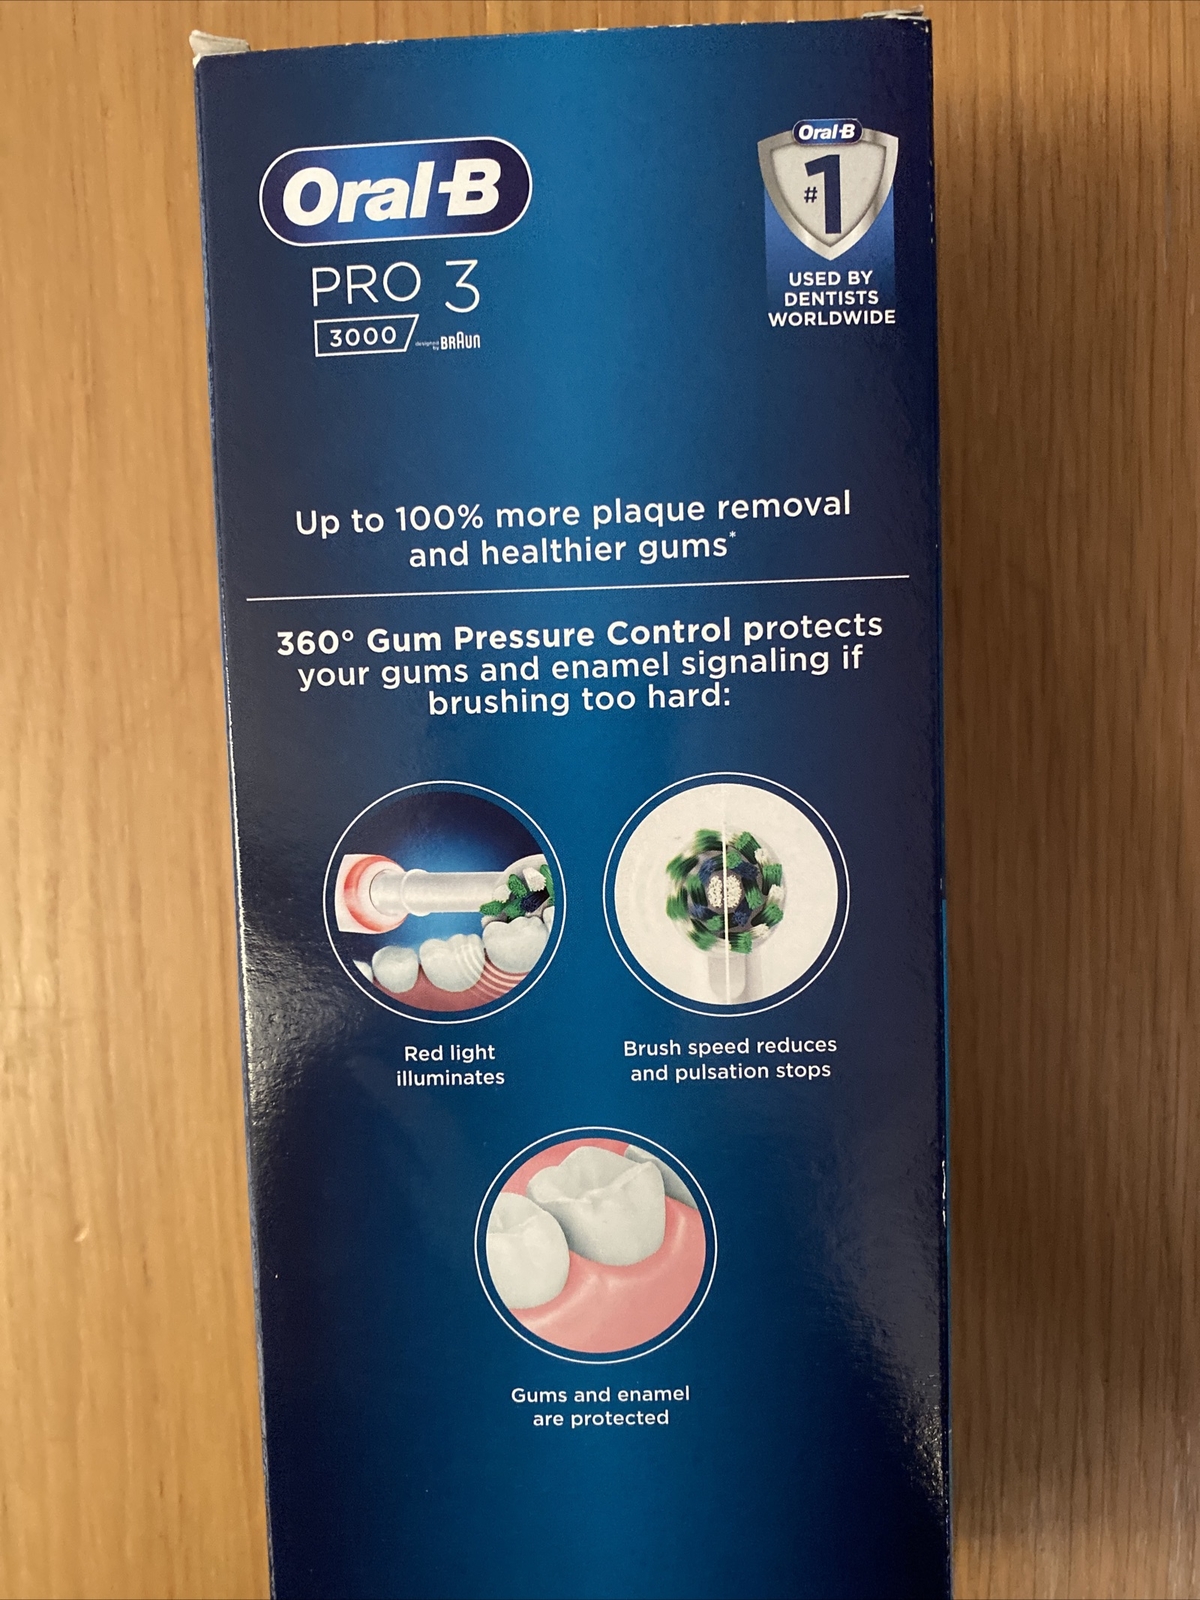 Oral-B
PRO 3
3000 designed by BRAUN
Oral-B
#1
USED BY
DENTISTS
WORLDWIDE
Up to 100% more plaque removal
and healthier gums*
360° Gum Pressure Control protects
your gums and enamel signaling if
brushing too hard:
Red light
illuminates
Brush speed reduces
and pulsation stops
Gums and enamel
are protected